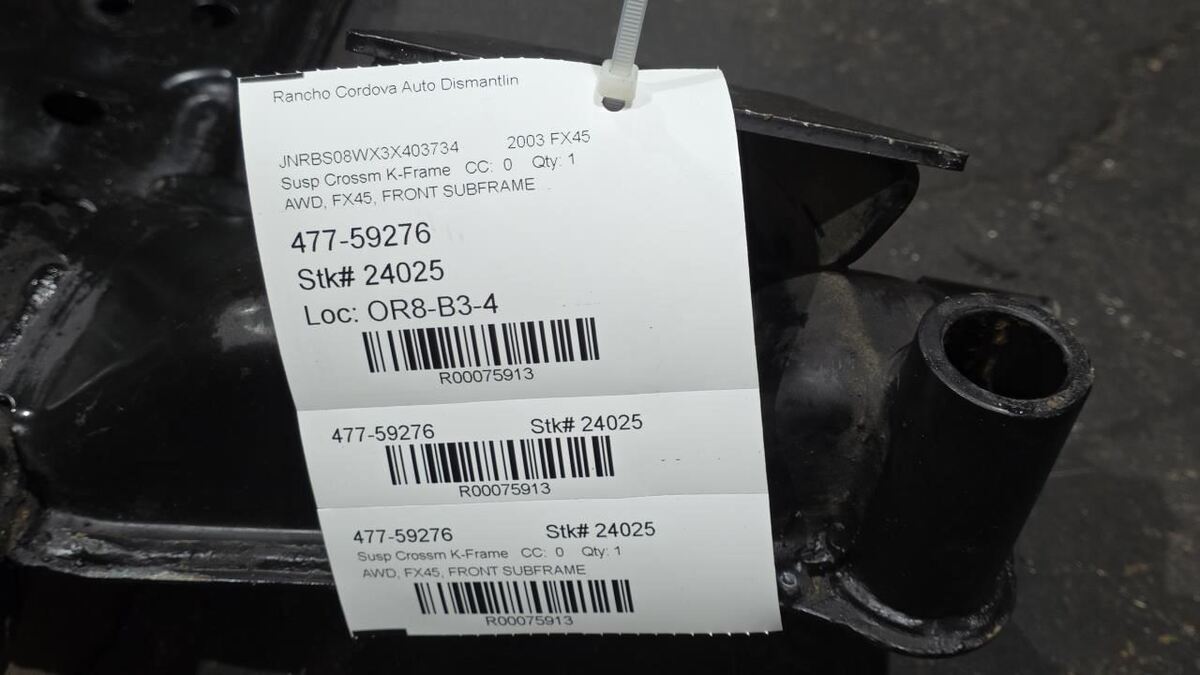 Rancho Cordova Auto Dismantlin
JNRBS08WX3X403734 2003 FX45
Susp Crossm K-Frame CC: 0 Qty: 1
AWD, FX45, FRONT SUBFRAME
477-59276
Stk# 24025
Loc: OR8-B3-4
R00075913
477-59276 Stk# 24025
R00075913
477-59276 Stk# 24025
Susp Crossm K-Frame CC: 0 Qty: 1
AWD, FX45, FRONT SUBFRAME
R00075913